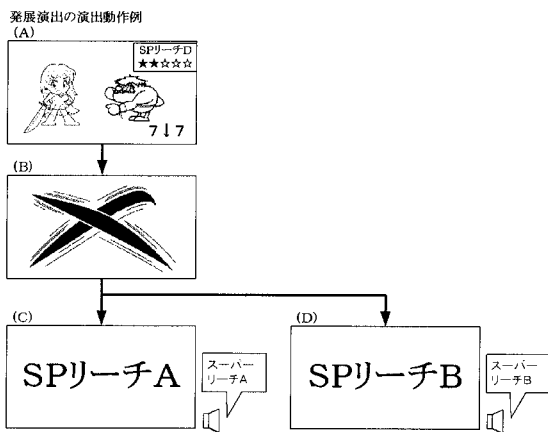 発展演出の演出動作例
(A)
SPリーチD
★★☆☆☆
7↓7
(B)
(C)
SPリーチA
スーパー
リーチA
(D)
SPリーチB
スーパー
リーチB